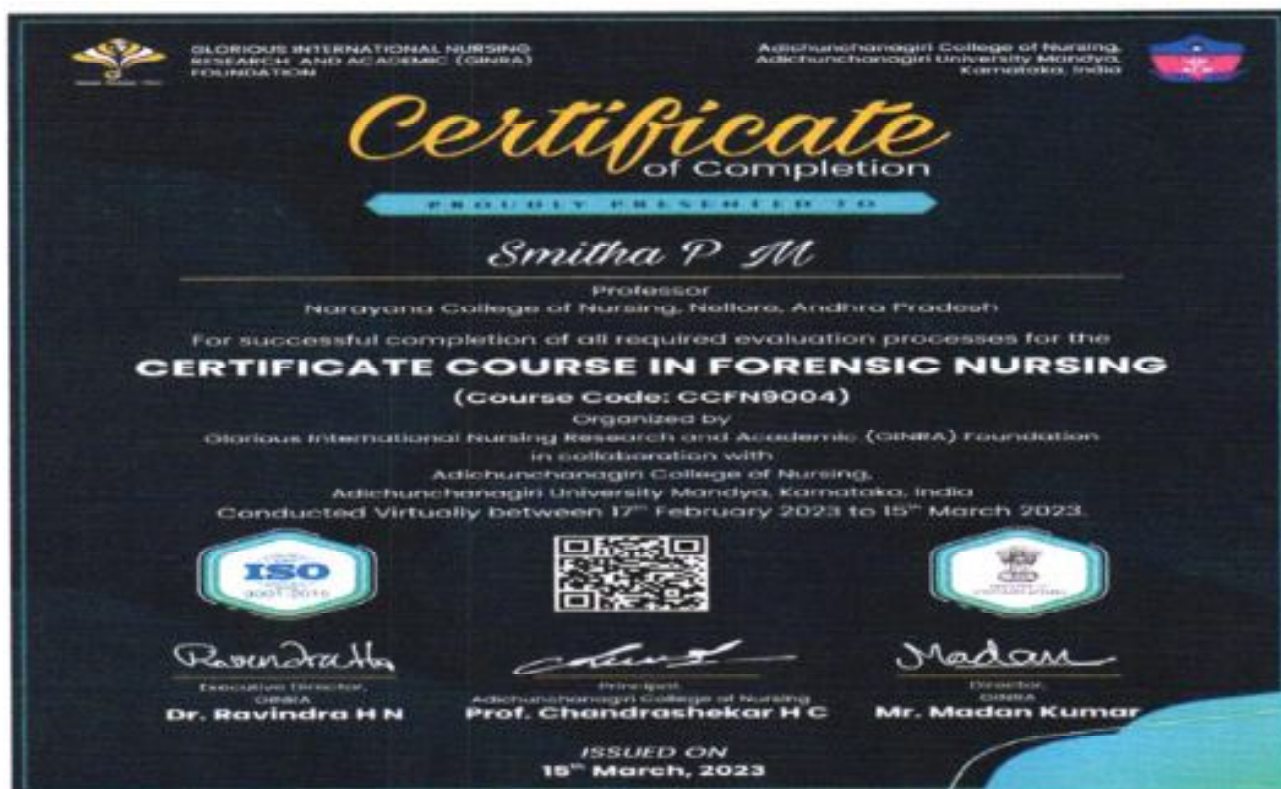 GLORIOUS INTERNATIONAL NURSING
RESEARCH AND ACADEMIC (GINRA)
FOUNDATION
Adichunchanagiri College of Nursing,
Adichunchanagiri University Mandya,
Karnataka, India
Certificate
of Completion
PROUDLY PRESENTED TO
Smitha P M
Professor
Narayana College of Nursing, Nellore, Andhra Pradesh
For successful completion of all required evaluation processes for the
CERTIFICATE COURSE IN FORENSIC NURSING
(Course Code: CCFN9004)
Organized by
Glorious International Nursing Research and Academic (GINRA) Foundation
in collaboration with
Adichunchanagiri College of Nursing,
Adichunchanagiri University Mandya, Karnataka, India
Conducted Virtually between 17th February 2023 to 15th March 2023.
ISO
9001:2015
Madan
Executive Director,
GINRA
Dr. Ravindra H N
Principal,
Adichunchanagiri College of Nursing
Prof. Chandrashekar H C
Director,
GINRA
Mr. Madan Kumar
ISSUED ON
15th March, 2023